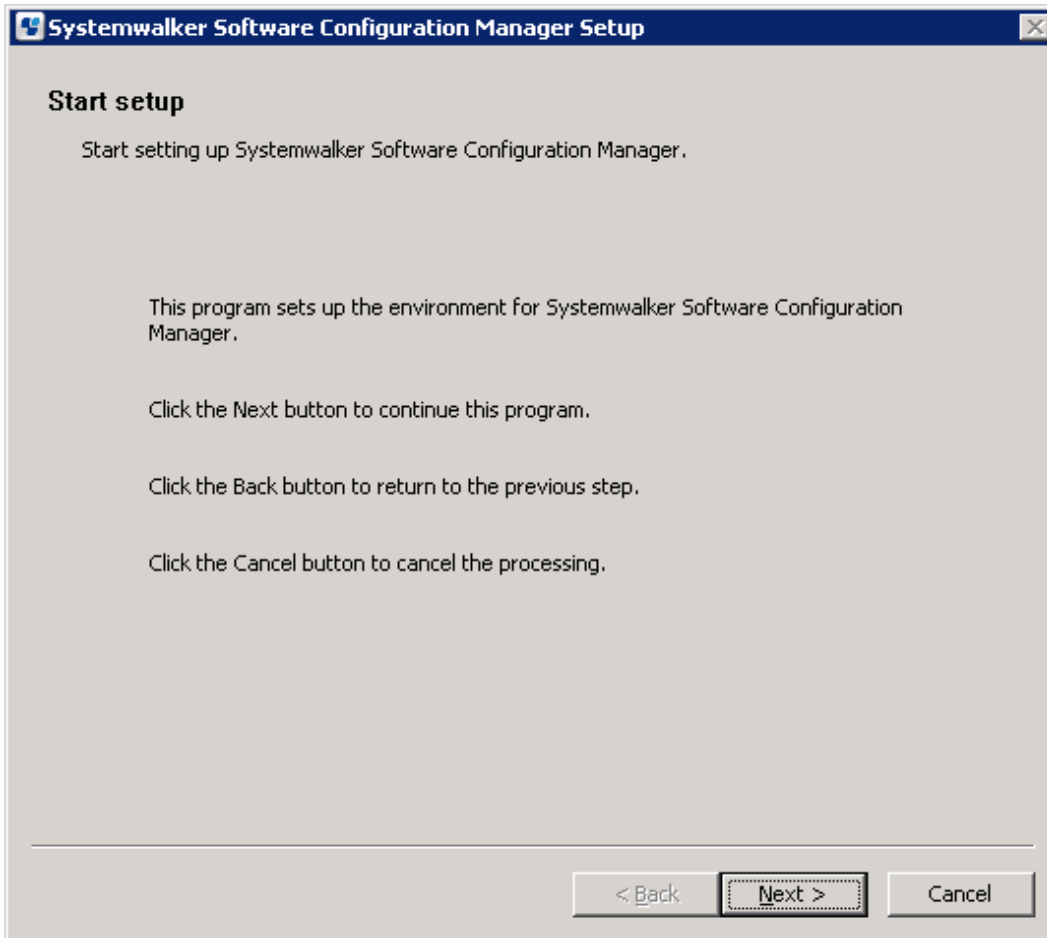 Systemwalker Software Configuration Manager Setup
Start setup
Start setting up Systemwalker Software Configuration Manager.
This program sets up the environment for Systemwalker Software Configuration
Manager.
Click the Next button to continue this program.
Click the Back button to return to the previous step.
Click the Cancel button to cancel the processing.
< Back Next > Cancel